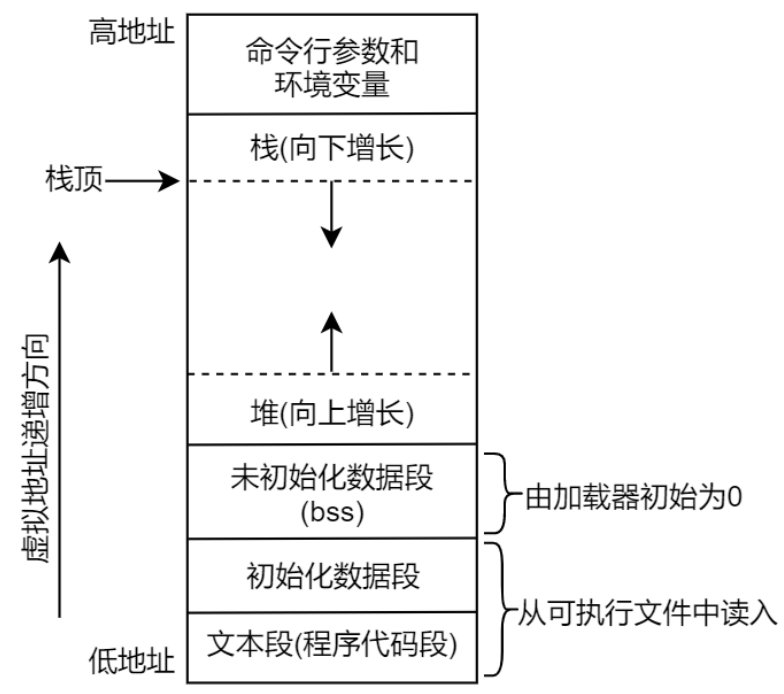 高地址
命令行参数和
环境变量
栈(向下增长)
栈顶
虚拟地址递增方向
堆(向上增长)
未初始化数据段
(bss)
由加载器初始为0
初始化数据段
从可执行文件中读入
文本段(程序代码段)
低地址